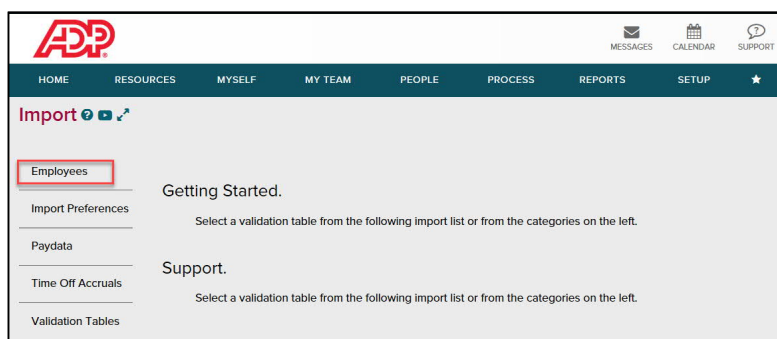 ADP
MESSAGES CALENDAR SUPPORT
HOME RESOURCES MYSELF MY TEAM PEOPLE PROCESS REPORTS SETUP
Import
Employees
Getting Started.
Import Preferences
Select a validation table from the following import list or from the categories on the left.
Paydata
Support.
Time Off Accruals
Select a validation table from the following import list or from the categories on the left.
Validation Tables